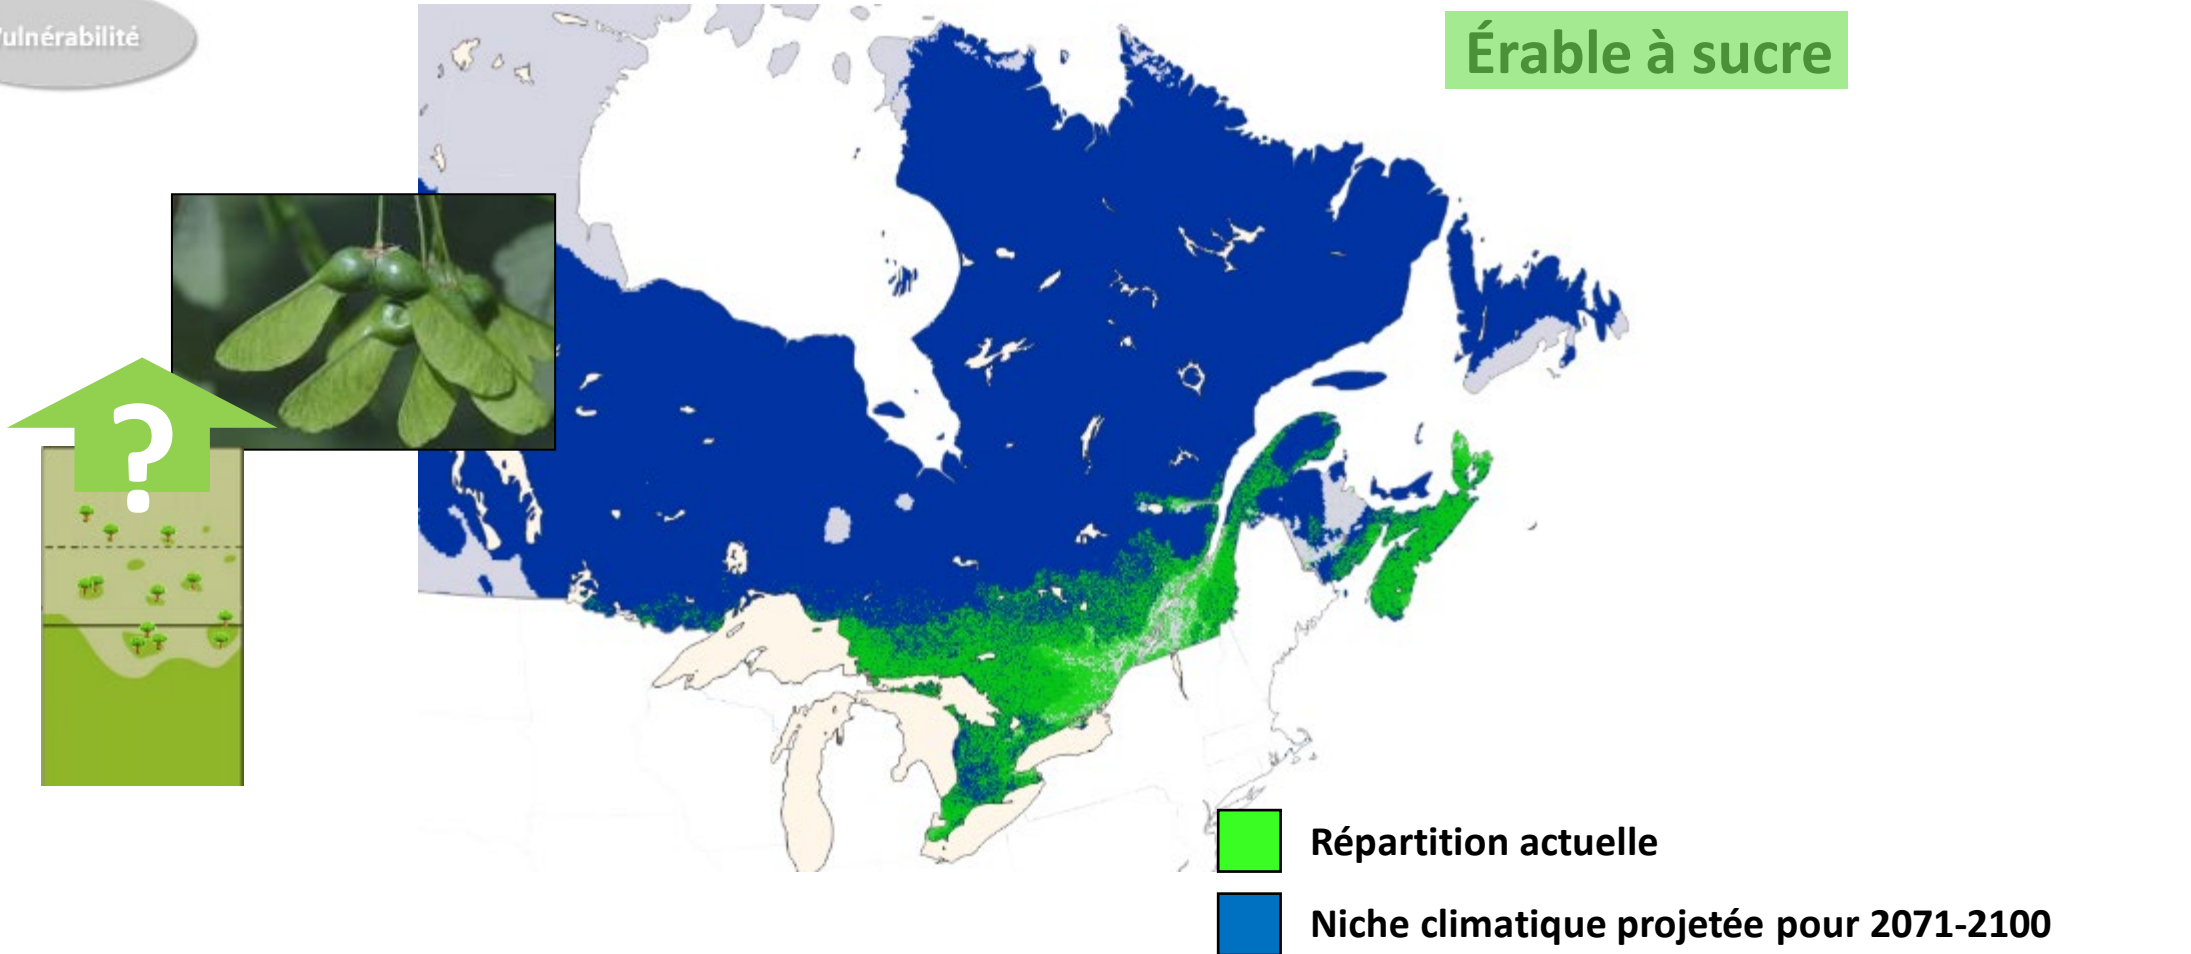 ulnérabilité
Érable à sucre
?
Répartition actuelle
Niche climatique projetée pour 2071-2100